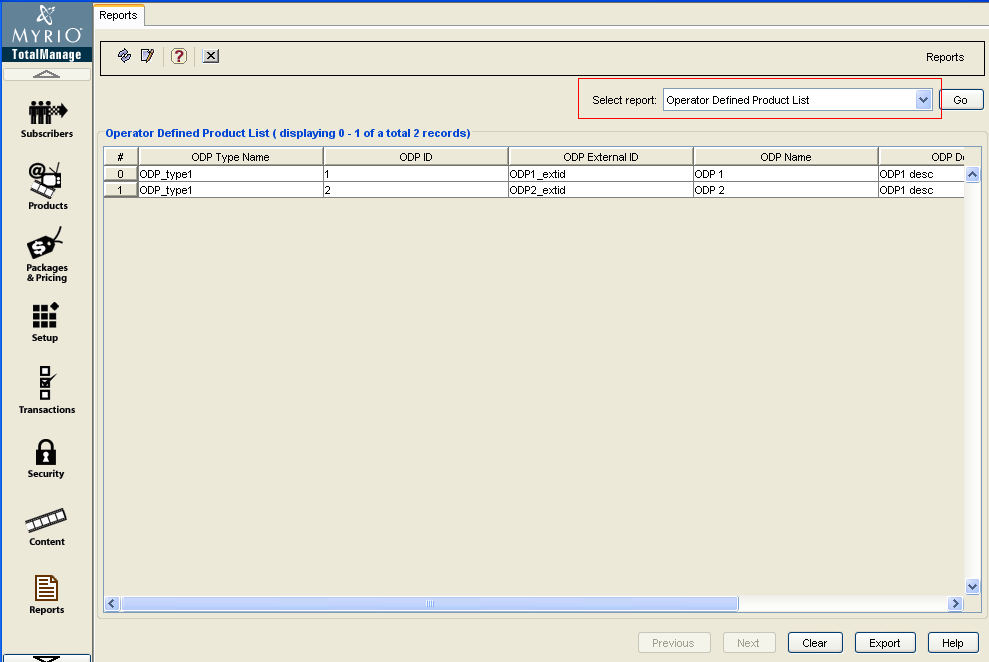 MYRIO
TotalManage
Subscribers
Products
Packages
& Pricing
Setup
Transactions
Security
Content
Reports
Reports
?
Reports
Select report: Operator Defined Product List Go
Operator Defined Product List ( displaying 0 - 1 of a total 2 records)
# ODP Type Name ODP ID ODP External ID ODP Name ODP De
0 ODP_type1 1 ODP1_extid ODP 1 ODP1 desc
1 ODP_type1 2 ODP2_extid ODP 2 ODP1 desc
Previous Next Clear Export Help